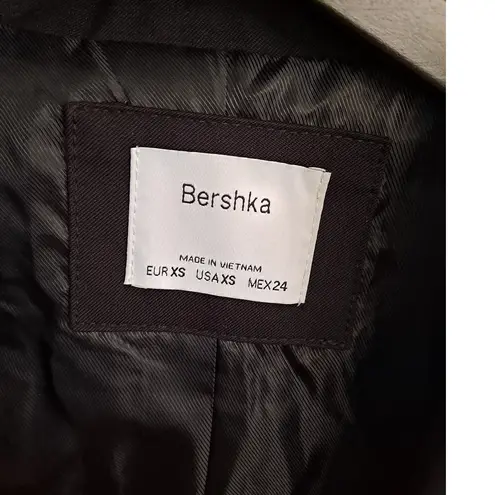 Bershka
MADE IN VIETNAM
EUR XS USA XS MEX 24